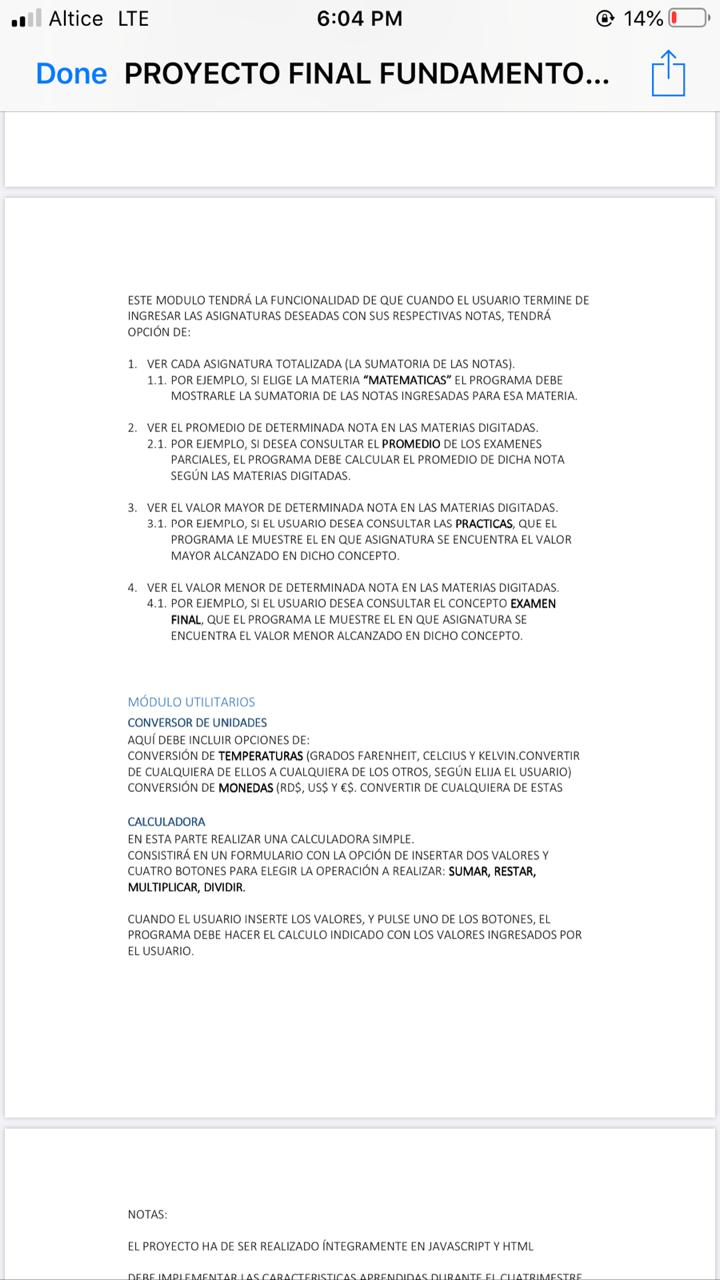 Altice LTE 6:04 PM 14%
Done PROYECTO FINAL FUNDAMENTO...
ESTE MODULO TENDRÁ LA FUNCIONALIDAD DE QUE CUANDO EL USUARIO TERMINE DE
INGRESAR LAS ASIGNATURAS DESEADAS CON SUS RESPECTIVAS NOTAS, TENDRÁ
OPCIÓN DE:
1. VER CADA ASIGNATURA TOTALIZADA (LA SUMATORIA DE LAS NOTAS).
1.1. POR EJEMPLO, SI ELIGE LA MATERIA “MATEMATICAS” EL PROGRAMA DEBE
MOSTRARLE LA SUMATORIA DE LAS NOTAS INGRESADAS PARA ESA MATERIA.
2. VER EL PROMEDIO DE DETERMINADA NOTA EN LAS MATERIAS DIGITADAS.
2.1. POR EJEMPLO, SI DESEA CONSULTAR EL PROMEDIO DE LOS EXAMENES
PARCIALES, EL PROGRAMA DEBE CALCULAR EL PROMEDIO DE DICHA NOTA
SEGÚN LAS MATERIAS DIGITADAS.
3. VER EL VALOR MAYOR DE DETERMINADA NOTA EN LAS MATERIAS DIGITADAS.
3.1. POR EJEMPLO, SI EL USUARIO DESEA CONSULTAR LAS PRACTICAS, QUE EL
PROGRAMA LE MUESTRE EL EN QUE ASIGNATURA SE ENCUENTRA EL VALOR
MAYOR ALCANZADO EN DICHO CONCEPTO.
4. VER EL VALOR MENOR DE DETERMINADA NOTA EN LAS MATERIAS DIGITADAS.
4.1. POR EJEMPLO, SI EL USUARIO DESEA CONSULTAR EL CONCEPTO EXAMEN
FINAL, QUE EL PROGRAMA LE MUESTRE EL EN QUE ASIGNATURA SE
ENCUENTRA EL VALOR MENOR ALCANZADO EN DICHO CONCEPTO.
MÓDULO UTILITARIOS
CONVERSOR DE UNIDADES
AQUÍ DEBE INCLUIR OPCIONES DE:
CONVERSIÓN DE TEMPERATURAS (GRADOS FARENHEIT, CELCIUS Y KELVIN.CONVERTIR
DE CUALQUIERA DE ELLOS A CUALQUIERA DE LOS OTROS, SEGÚN ELIJA EL USUARIO)
CONVERSIÓN DE MONEDAS (RD$, US$ Y €$. CONVERTIR DE CUALQUIERA DE ESTAS
CALCULADORA
EN ESTA PARTE REALIZAR UNA CALCULADORA SIMPLE.
CONSISTIRÁ EN UN FORMULARIO CON LA OPCIÓN DE INSERTAR DOS VALORES Y
CUATRO BOTONES PARA ELEGIR LA OPERACIÓN A REALIZAR: SUMAR, RESTAR,
MULTIPLICAR, DIVIDIR.
CUANDO EL USUARIO INSERTE LOS VALORES, Y PULSE UNO DE LOS BOTONES, EL
PROGRAMA DEBE HACER EL CALCULO INDICADO CON LOS VALORES INGRESADOS POR
EL USUARIO.
NOTAS:
EL PROYECTO HA DE SER REALIZADO ÍNTEGRAMENTE EN JAVASCRIPT Y HTML
DEBE IMPLEMENTAR LAS CARACTERISTICAS APRENDIDAS DURANTE EL CUATRIMESTRE